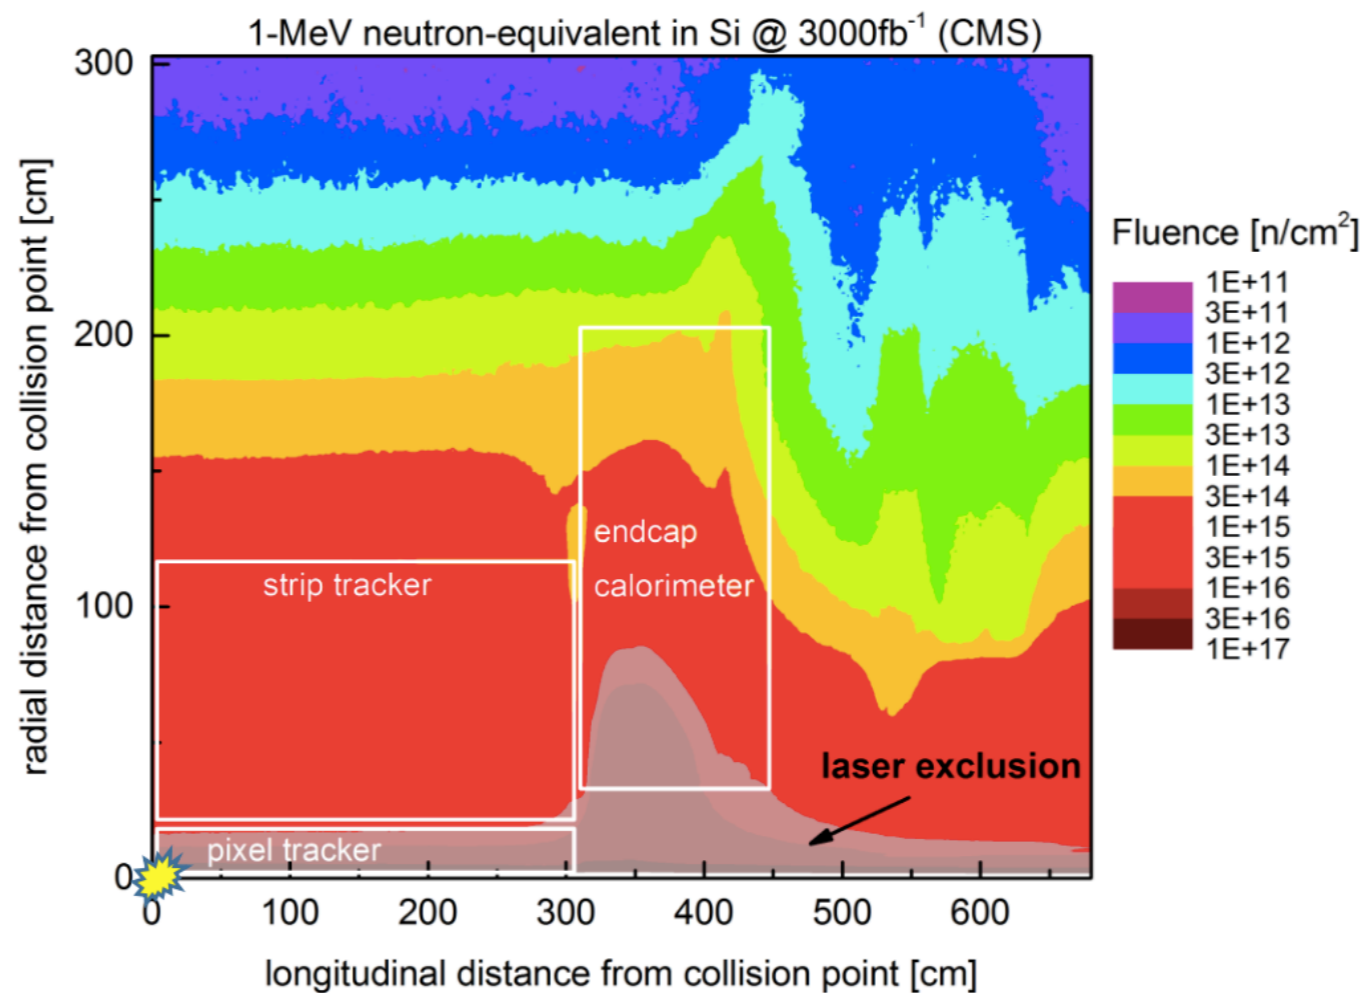 1-MeV neutron-equivalent in Si @ 3000fb⁻¹ (CMS)
radial distance from collision point [cm]
300
200
100
0
strip tracker
pixel tracker
endcap
calorimeter
laser exclusion
0 100 200 300 400 500 600
longitudinal distance from collision point [cm]
Fluence [n/cm²]
1E+11
3E+11
1E+12
3E+12
1E+13
3E+13
1E+14
3E+14
1E+15
3E+15
1E+16
3E+16
1E+17